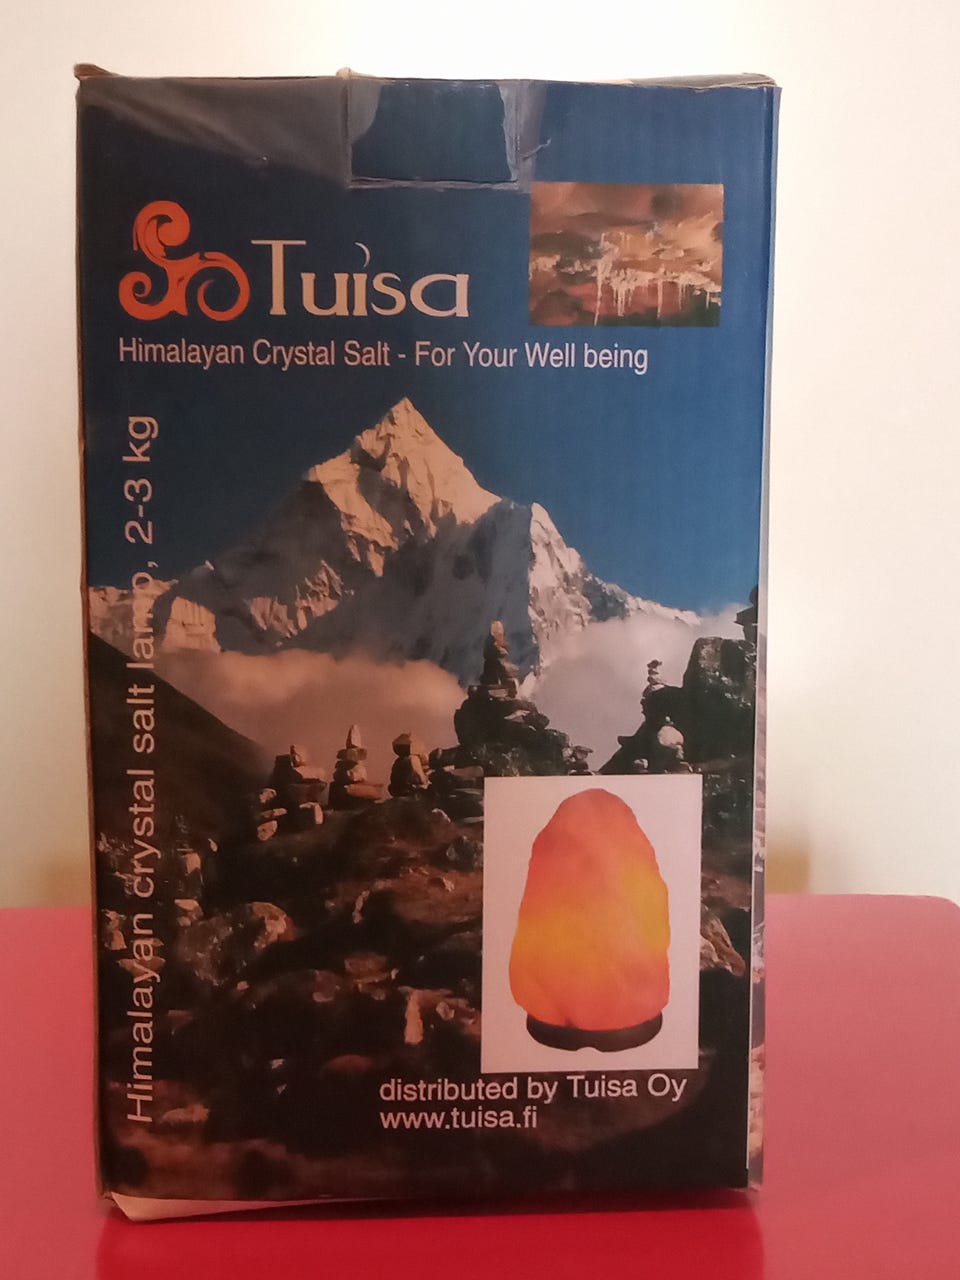 Tuisa
Himalayan Crystal Salt - For Your Well being
Himalayan crystal salt lamp, 2-3 kg
distributed by Tuisa Oy
www.tuisa.fi